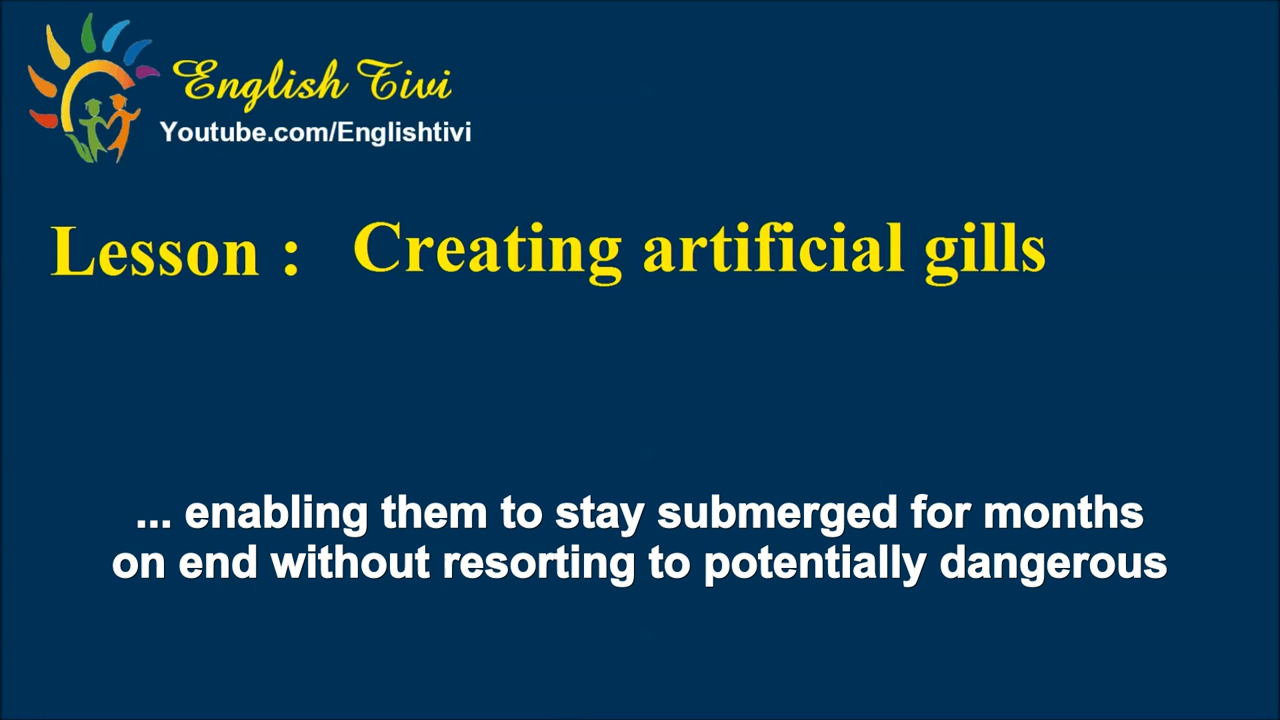 English Tivi
Youtube.com/Englishtivi
Lesson : Creating artificial gills
... enabling them to stay submerged for months
on end without resorting to potentially dangerous